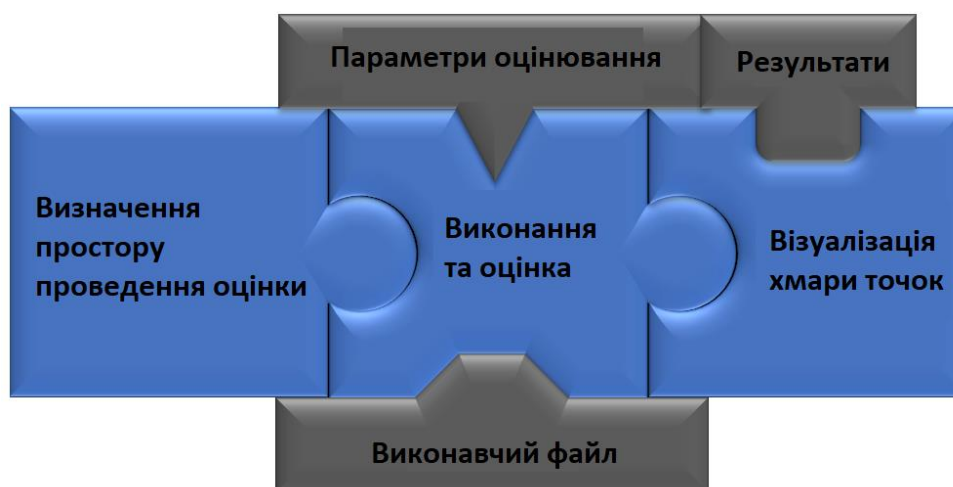 Параметри оцінювання
Результати
Визначення
простору
проведення оцінки
Виконання
та оцінка
Візуалізація
хмари точок
Виконавчий файл